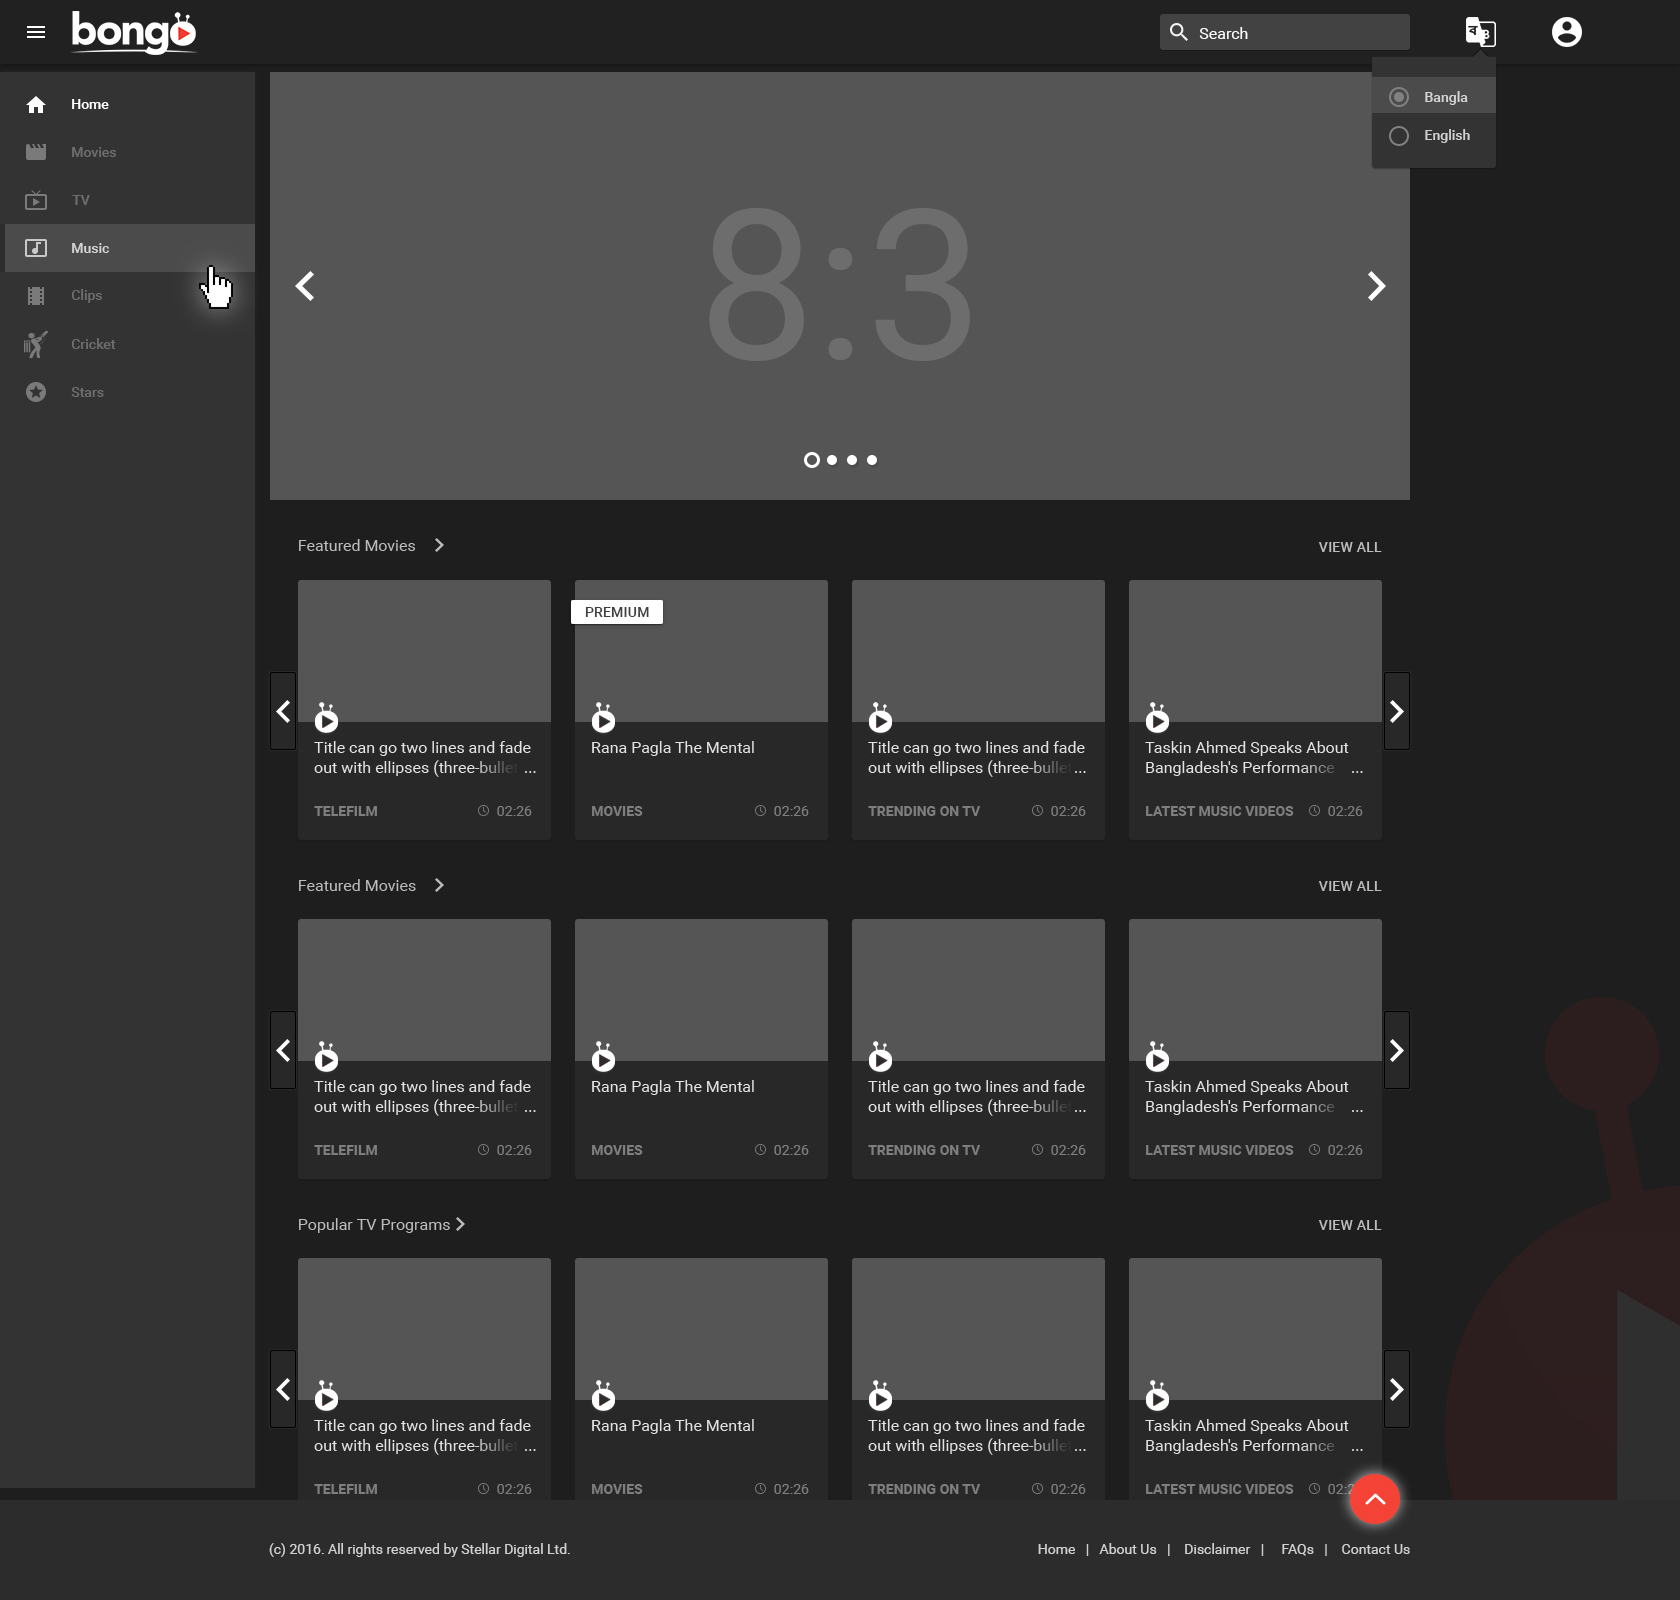 bongo
Search
Bangla
English
Home
Movies
TV
Music
Clips
Cricket
Stars
8:3
Featured Movies
VIEW ALL
PREMIUM
Title can go two lines and fade
out with ellipses (three-bullet ...
TELEFILM 02:26
Rana Pagla The Mental
MOVIES 02:26
Title can go two lines and fade
out with ellipses (three-bullet ...
TRENDING ON TV 02:26
Taskin Ahmed Speaks About
Bangladesh's Performance ...
LATEST MUSIC VIDEOS 02:26
Featured Movies
VIEW ALL
Title can go two lines and fade
out with ellipses (three-bullet ...
TELEFILM 02:26
Rana Pagla The Mental
MOVIES 02:26
Title can go two lines and fade
out with ellipses (three-bullet ...
TRENDING ON TV 02:26
Taskin Ahmed Speaks About
Bangladesh's Performance ...
LATEST MUSIC VIDEOS 02:26
Popular TV Programs
VIEW ALL
Title can go two lines and fade
out with ellipses (three-bullet ...
TELEFILM 02:26
Rana Pagla The Mental
MOVIES 02:26
Title can go two lines and fade
out with ellipses (three-bullet ...
TRENDING ON TV 02:26
Taskin Ahmed Speaks About
Bangladesh's Performance ...
LATEST MUSIC VIDEOS 02:2
(c) 2016. All rights reserved by Stellar Digital Ltd.
Home | About Us | Disclaimer | FAQs | Contact Us